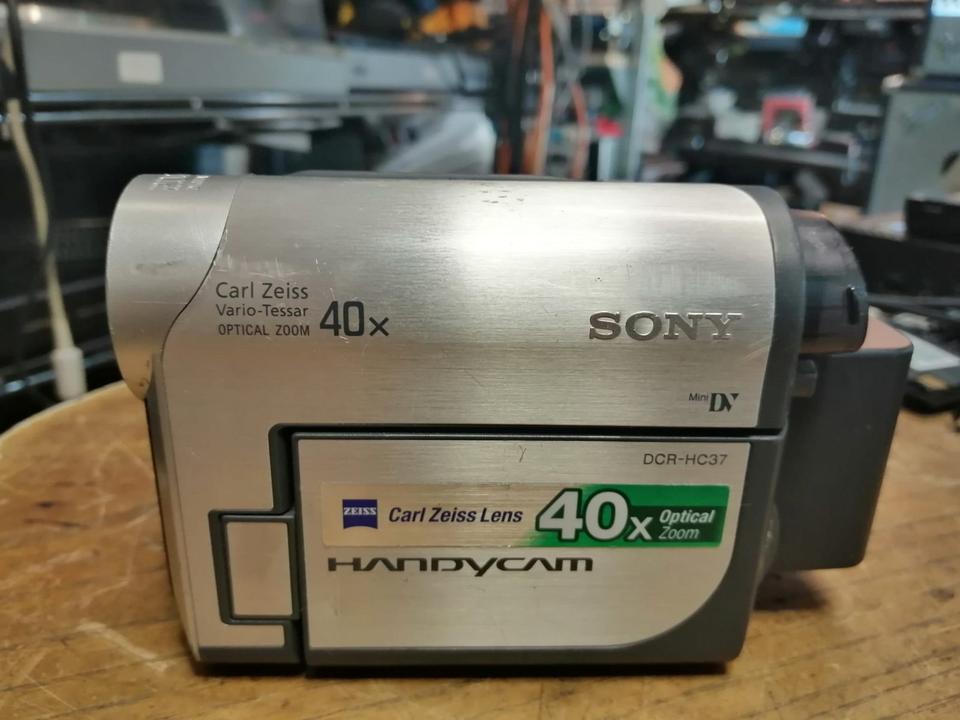 Carl Zeiss
Vario-Tessar
OPTICAL ZOOM 40x
SONY
Mini DV
DCR-HC37
ZEISS Carl Zeiss Lens 40x Optical Zoom
HANDYCAM